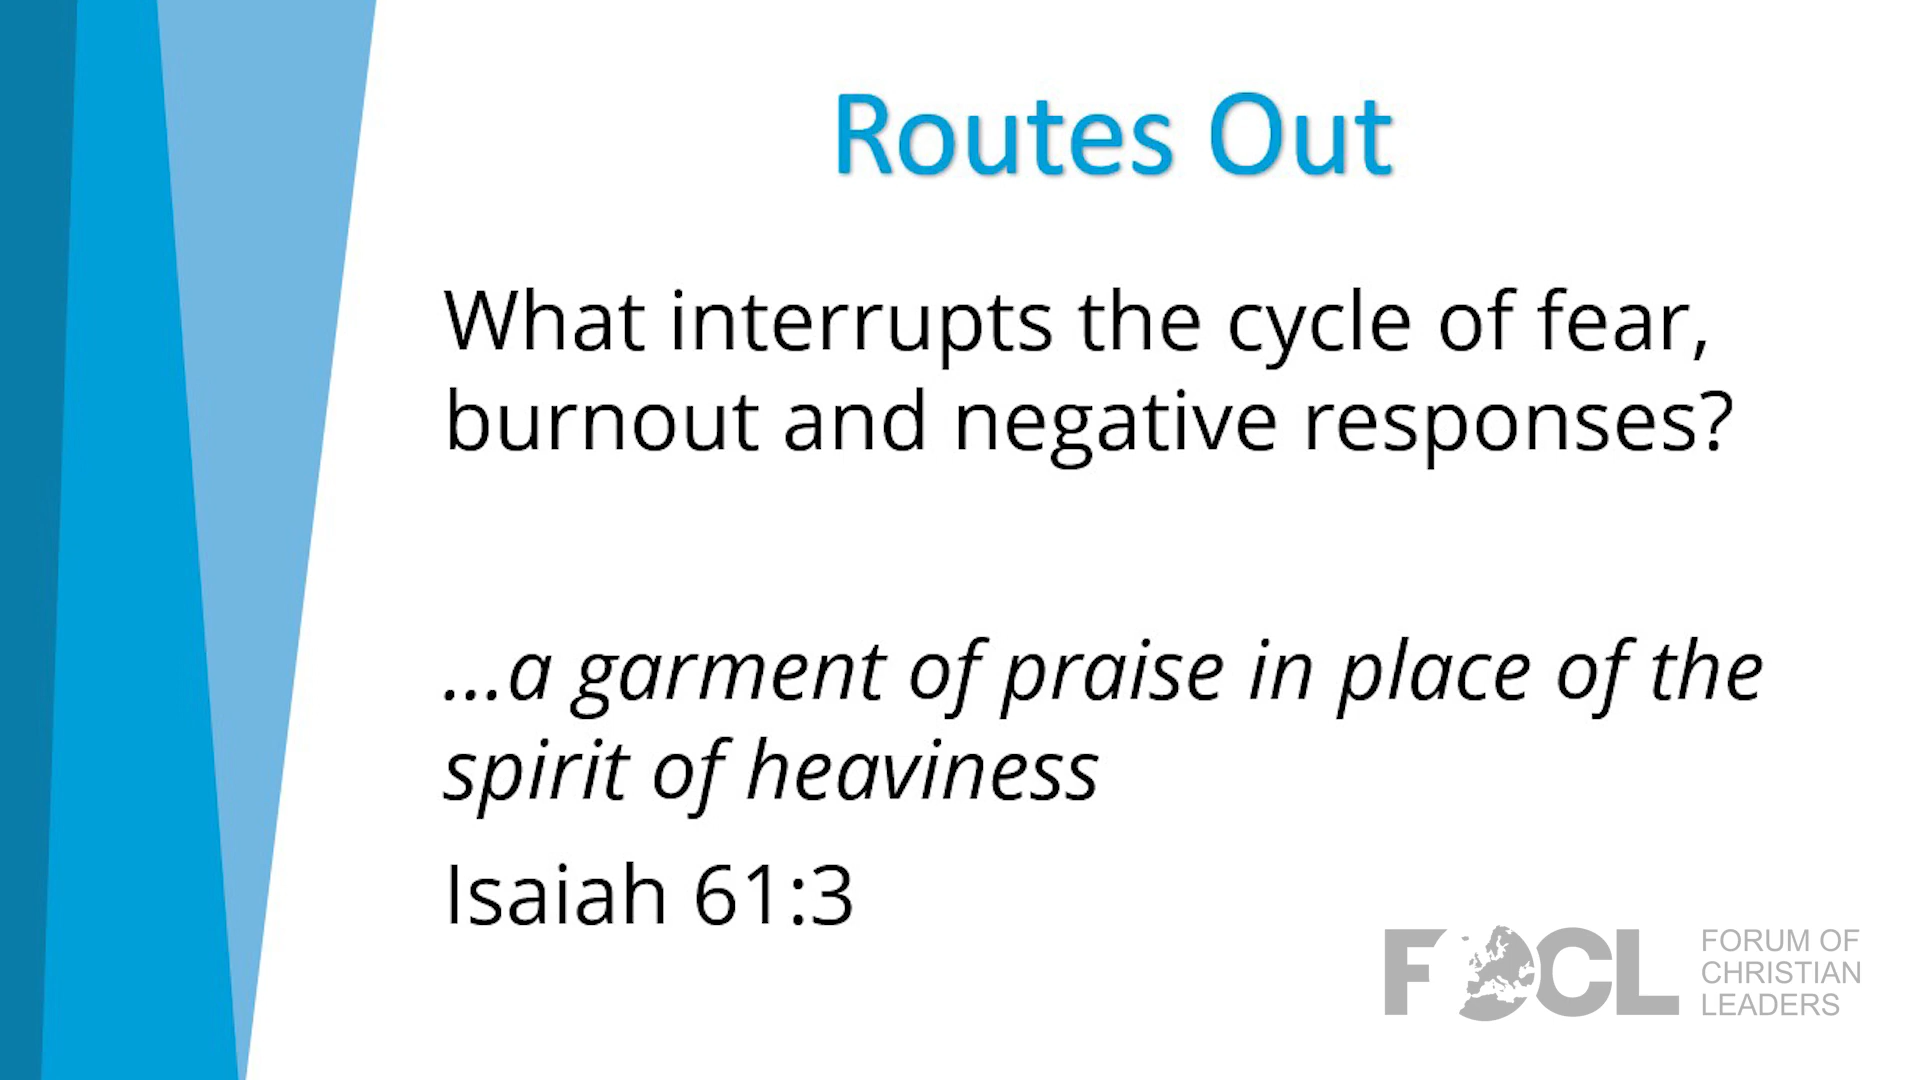 Routes Out
What interrupts the cycle of fear,
burnout and negative responses?
...a garment of praise in place of the
spirit of heaviness
Isaiah 61:3
FOCL
FORUM OF
CHRISTIAN
LEADERS